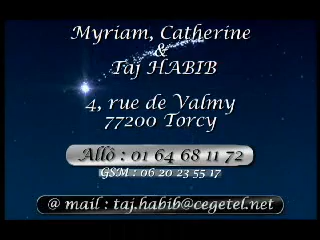 Myriam, Catherine
&
Taj HABIB
4, rue de Valmy
77200 Torcy
Allô : 01 64 68 11 72
GSM : 06 20 23 55 17
@ mail : taj.habib@cegetel.net